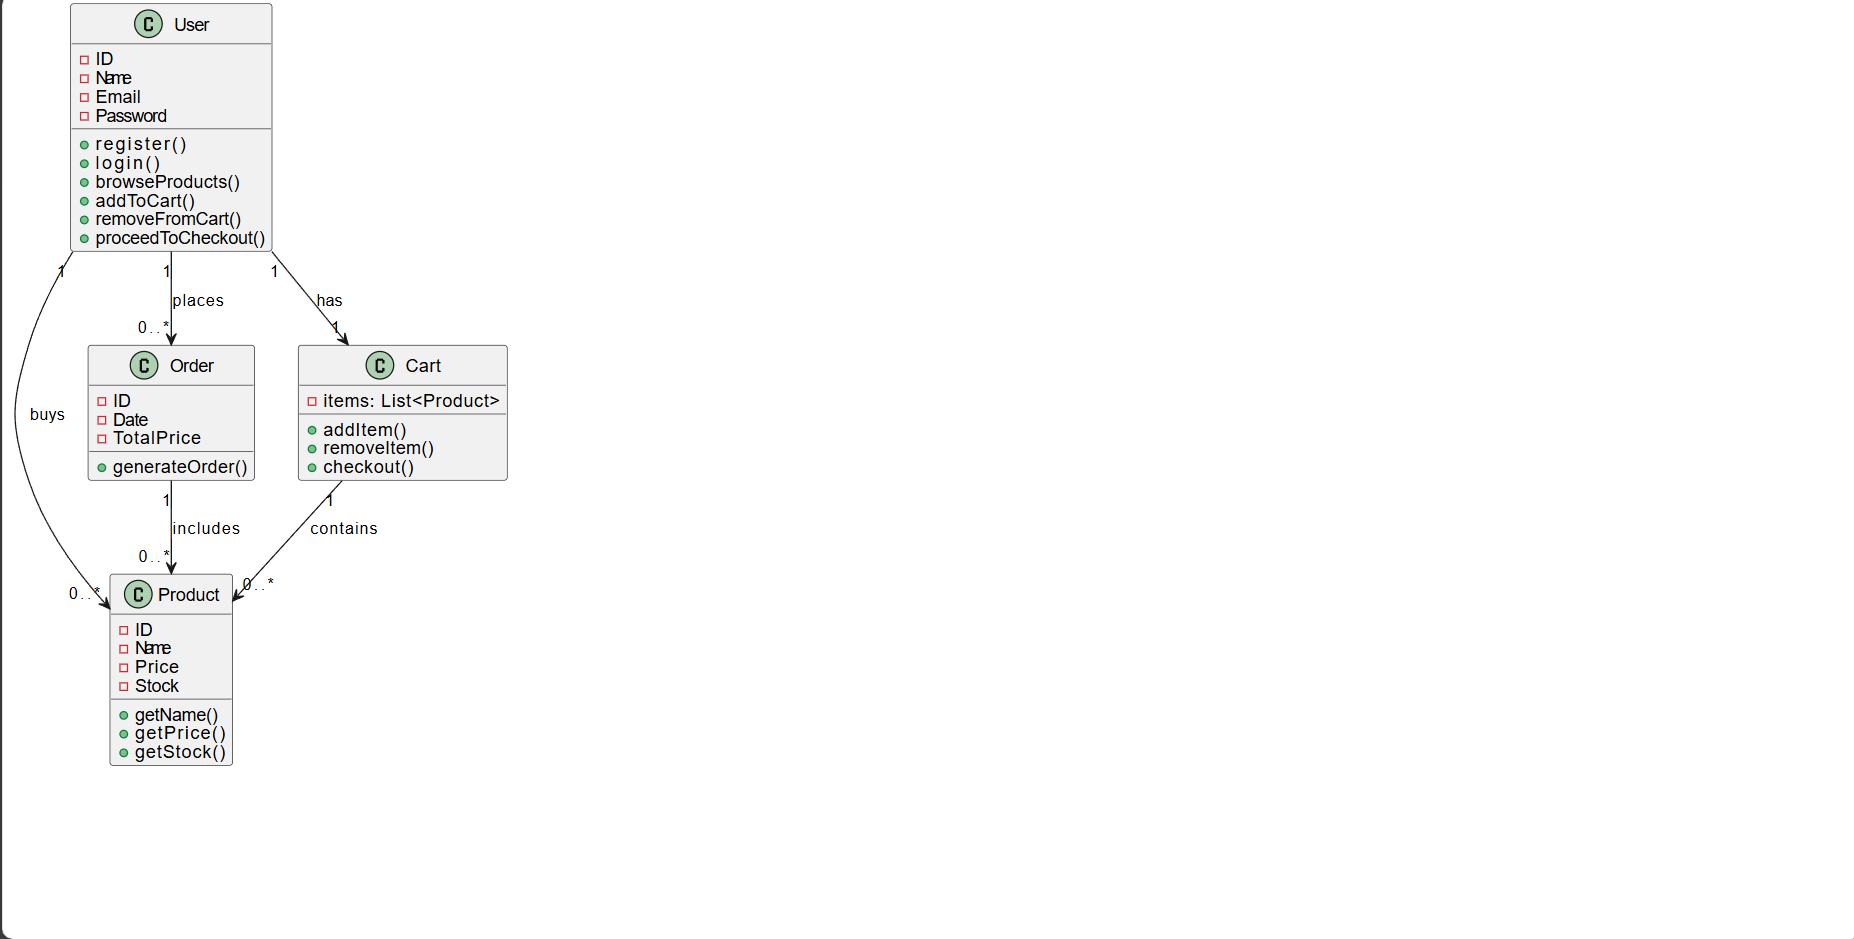 C User
ID
Name
Email
Password
register()
login()
browseProducts()
addToCart()
removeFromCart()
proceedToCheckout()
1
1
1
places
has
0..*
1
C Order
C Cart
ID
Date
TotalPrice
generateOrder()
items: List<Product>
addItem()
removeItem()
checkout()
buys
1
1
includes
contains
0..*
0..*
0..*
C Product
ID
Name
Price
Stock
getName()
getPrice()
getStock()